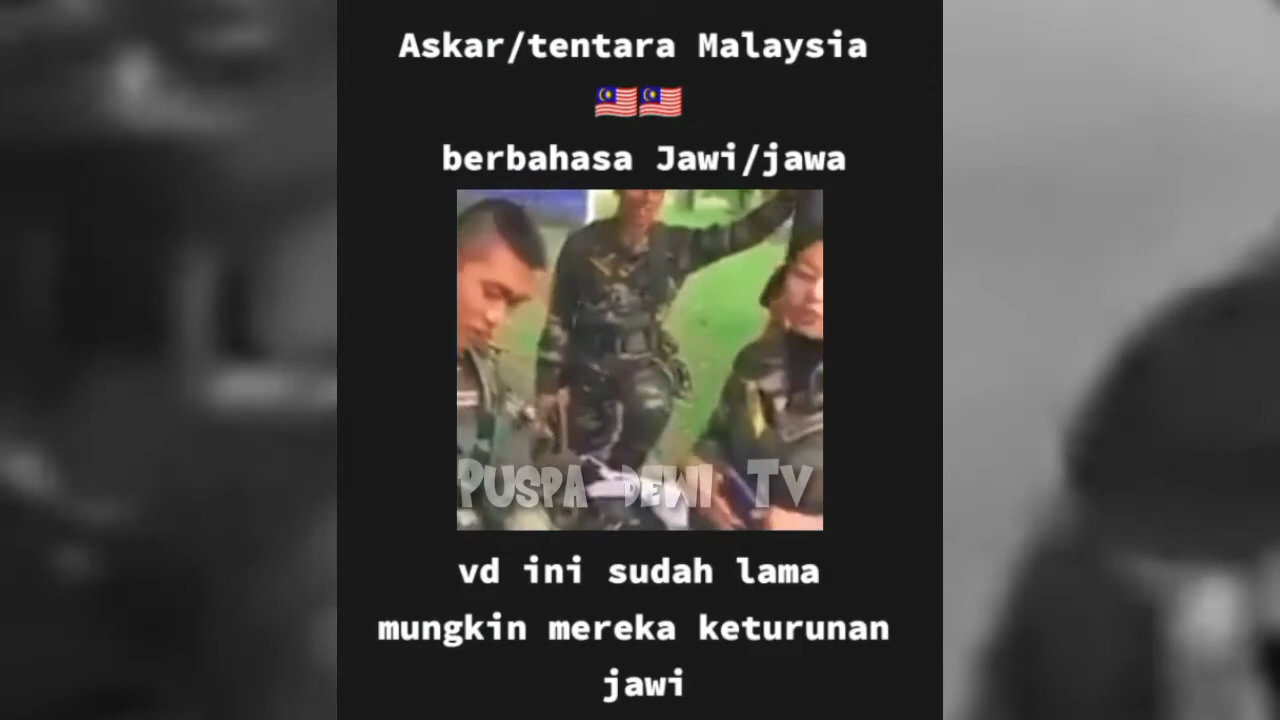 Askar/tentara Malaysia
🇲🇾🇲🇾
berbahasa Jawi/jawa
PUSPA DEWI TV
vd ini sudah lama
mungkin mereka keturunan
jawi